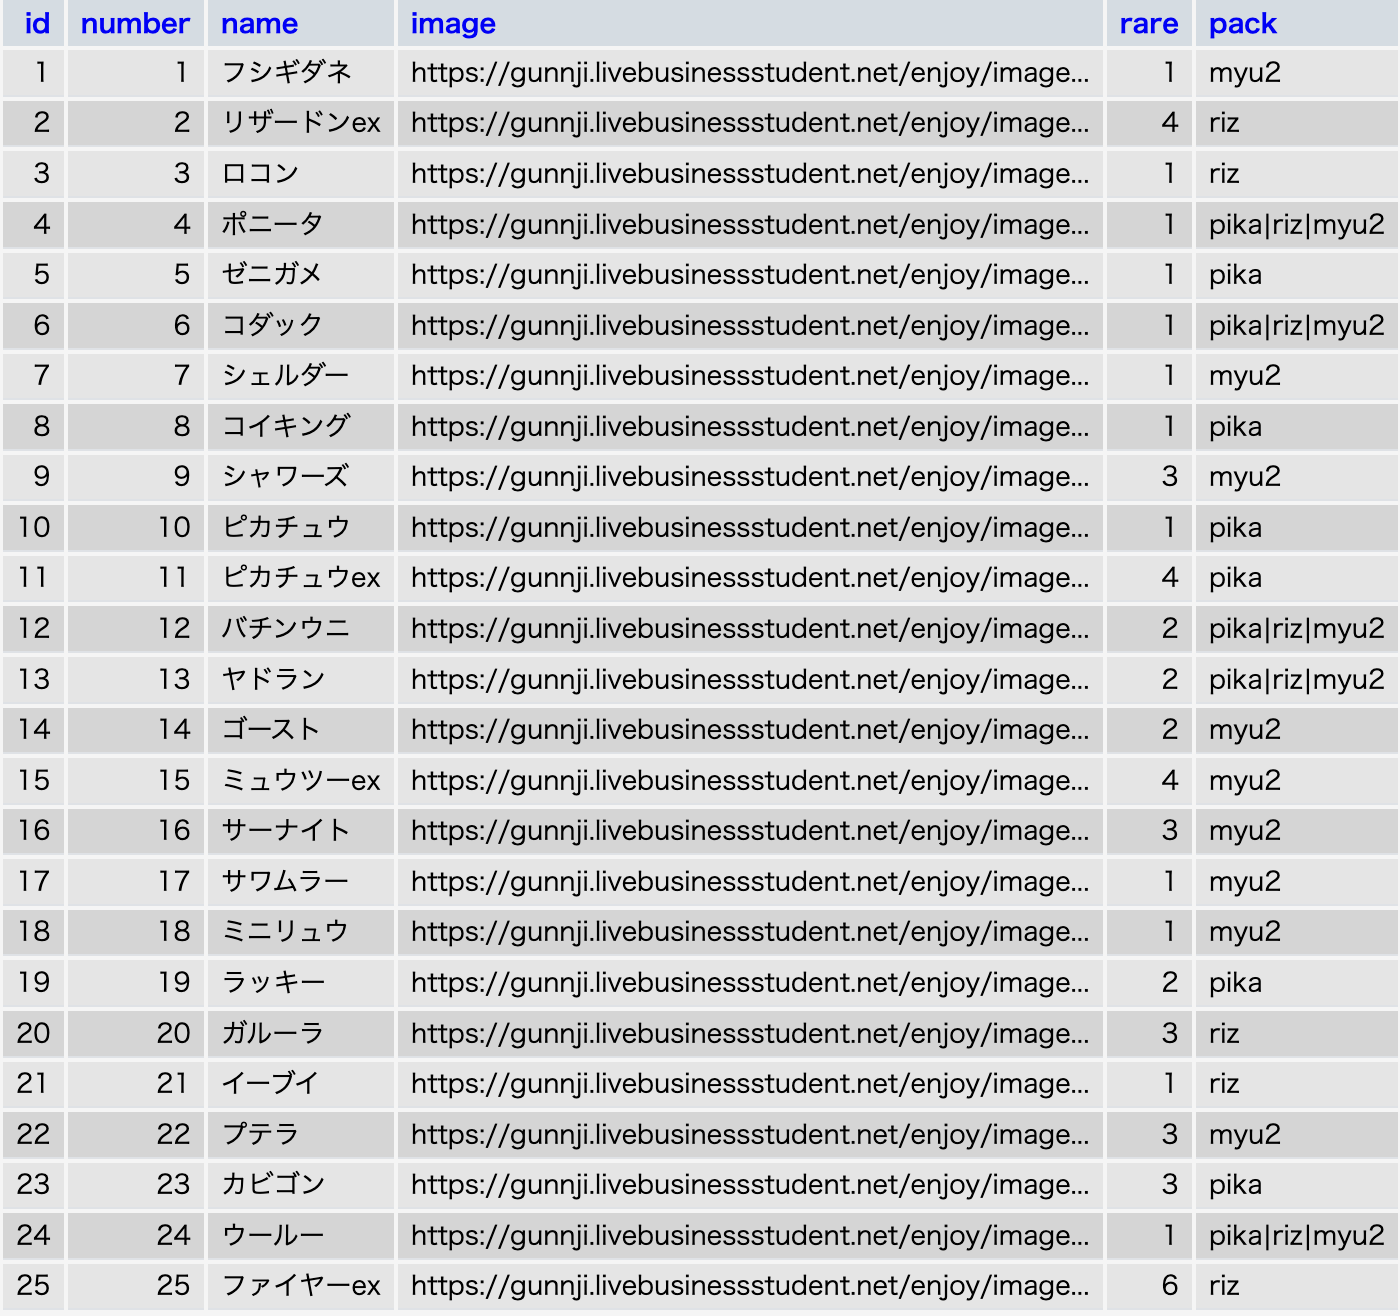 id number name image rare pack
1 1 フシギダネ https://gunnji.livebusinessstudent.net/enjoy/image... 1 myu2
2 2 リザードンex https://gunnji.livebusinessstudent.net/enjoy/image... 4 riz
3 3 ロコン https://gunnji.livebusinessstudent.net/enjoy/image... 1 riz
4 4 ポニータ https://gunnji.livebusinessstudent.net/enjoy/image... 1 pika|riz|myu2
5 5 ゼニガメ https://gunnji.livebusinessstudent.net/enjoy/image... 1 pika
6 6 コダック https://gunnji.livebusinessstudent.net/enjoy/image... 1 pika|riz|myu2
7 7 シェルダー https://gunnji.livebusinessstudent.net/enjoy/image... 1 myu2
8 8 コイキング https://gunnji.livebusinessstudent.net/enjoy/image... 1 pika
9 9 シャワーズ https://gunnji.livebusinessstudent.net/enjoy/image... 3 myu2
10 10 ピカチュウ https://gunnji.livebusinessstudent.net/enjoy/image... 1 pika
11 11 ピカチュウex https://gunnji.livebusinessstudent.net/enjoy/image... 4 pika
12 12 バチンウニ https://gunnji.livebusinessstudent.net/enjoy/image... 2 pika|riz|myu2
13 13 ヤドラン https://gunnji.livebusinessstudent.net/enjoy/image... 2 pika|riz|myu2
14 14 ゴースト https://gunnji.livebusinessstudent.net/enjoy/image... 2 myu2
15 15 ミュウツーex https://gunnji.livebusinessstudent.net/enjoy/image... 4 myu2
16 16 サーナイト https://gunnji.livebusinessstudent.net/enjoy/image... 3 myu2
17 17 サワムラー https://gunnji.livebusinessstudent.net/enjoy/image... 1 myu2
18 18 ミニリュウ https://gunnji.livebusinessstudent.net/enjoy/image... 1 myu2
19 19 ラッキー https://gunnji.livebusinessstudent.net/enjoy/image... 2 pika
20 20 ガルーラ https://gunnji.livebusinessstudent.net/enjoy/image... 3 riz
21 21 イーブイ https://gunnji.livebusinessstudent.net/enjoy/image... 1 riz
22 22 プテラ https://gunnji.livebusinessstudent.net/enjoy/image... 3 myu2
23 23 カビゴン https://gunnji.livebusinessstudent.net/enjoy/image... 3 pika
24 24 ウールー https://gunnji.livebusinessstudent.net/enjoy/image... 1 pika|riz|myu2
25 25 ファイヤーex https://gunnji.livebusinessstudent.net/enjoy/image... 6 riz